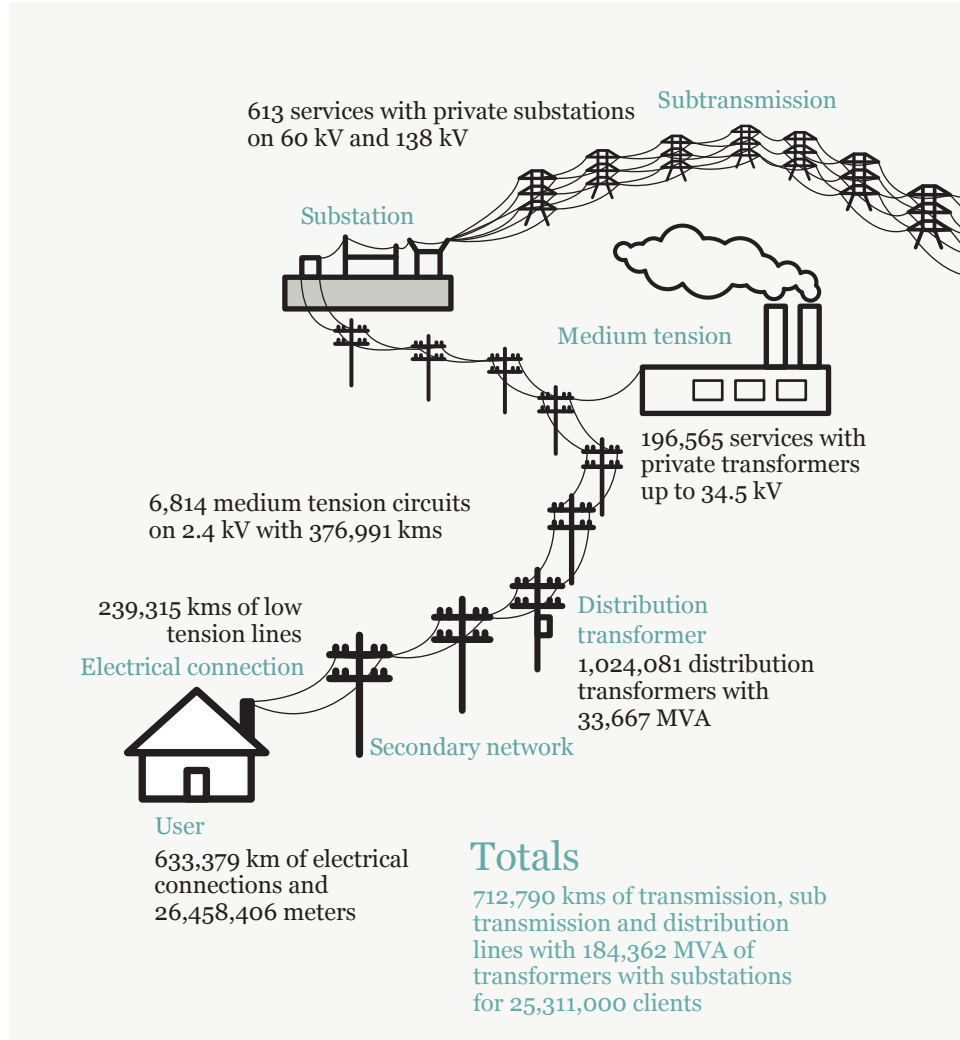 613 services with private substations
on 60 kV and 138 kV
Subtransmission
Substation
Medium tension
196,565 services with
private transformers
up to 34.5 kV
6,814 medium tension circuits
on 2.4 kV with 376,991 kms
239,315 kms of low
tension lines
Electrical connection
Distribution
transformer
1,024,081 distribution
transformers with
33,667 MVA
Secondary network
User
633,379 km of electrical
connections and
26,458,406 meters
Totals
712,790 kms of transmission, sub
transmission and distribution
lines with 184,362 MVA of
transformers with substations
for 25,311,000 clients